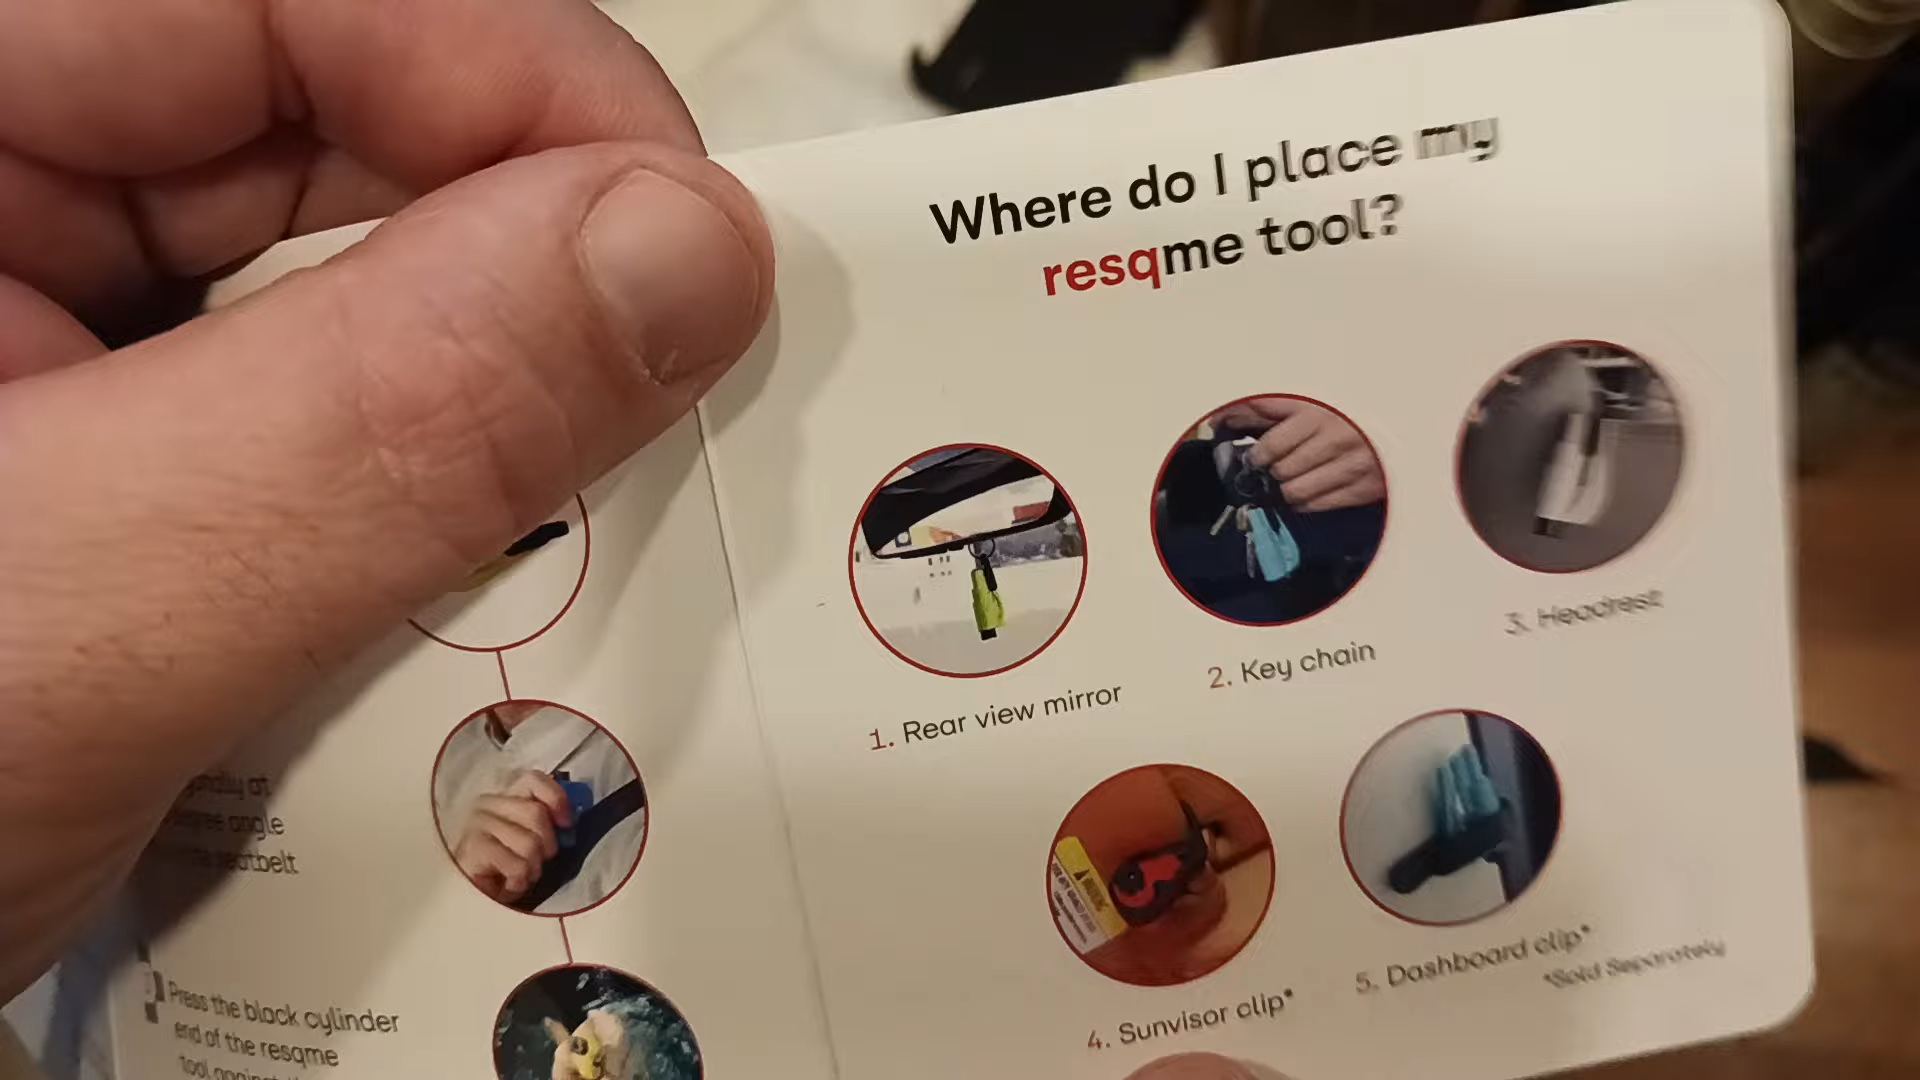 angle
seatbelt
Press the black cylinder
end of the resqme
Where do I place my
resqme tool?
1. Rear view mirror
2. Key chain
3. Headrest
4. Sunvisor clip*
5. Dashboard clip*
*Sold Separately